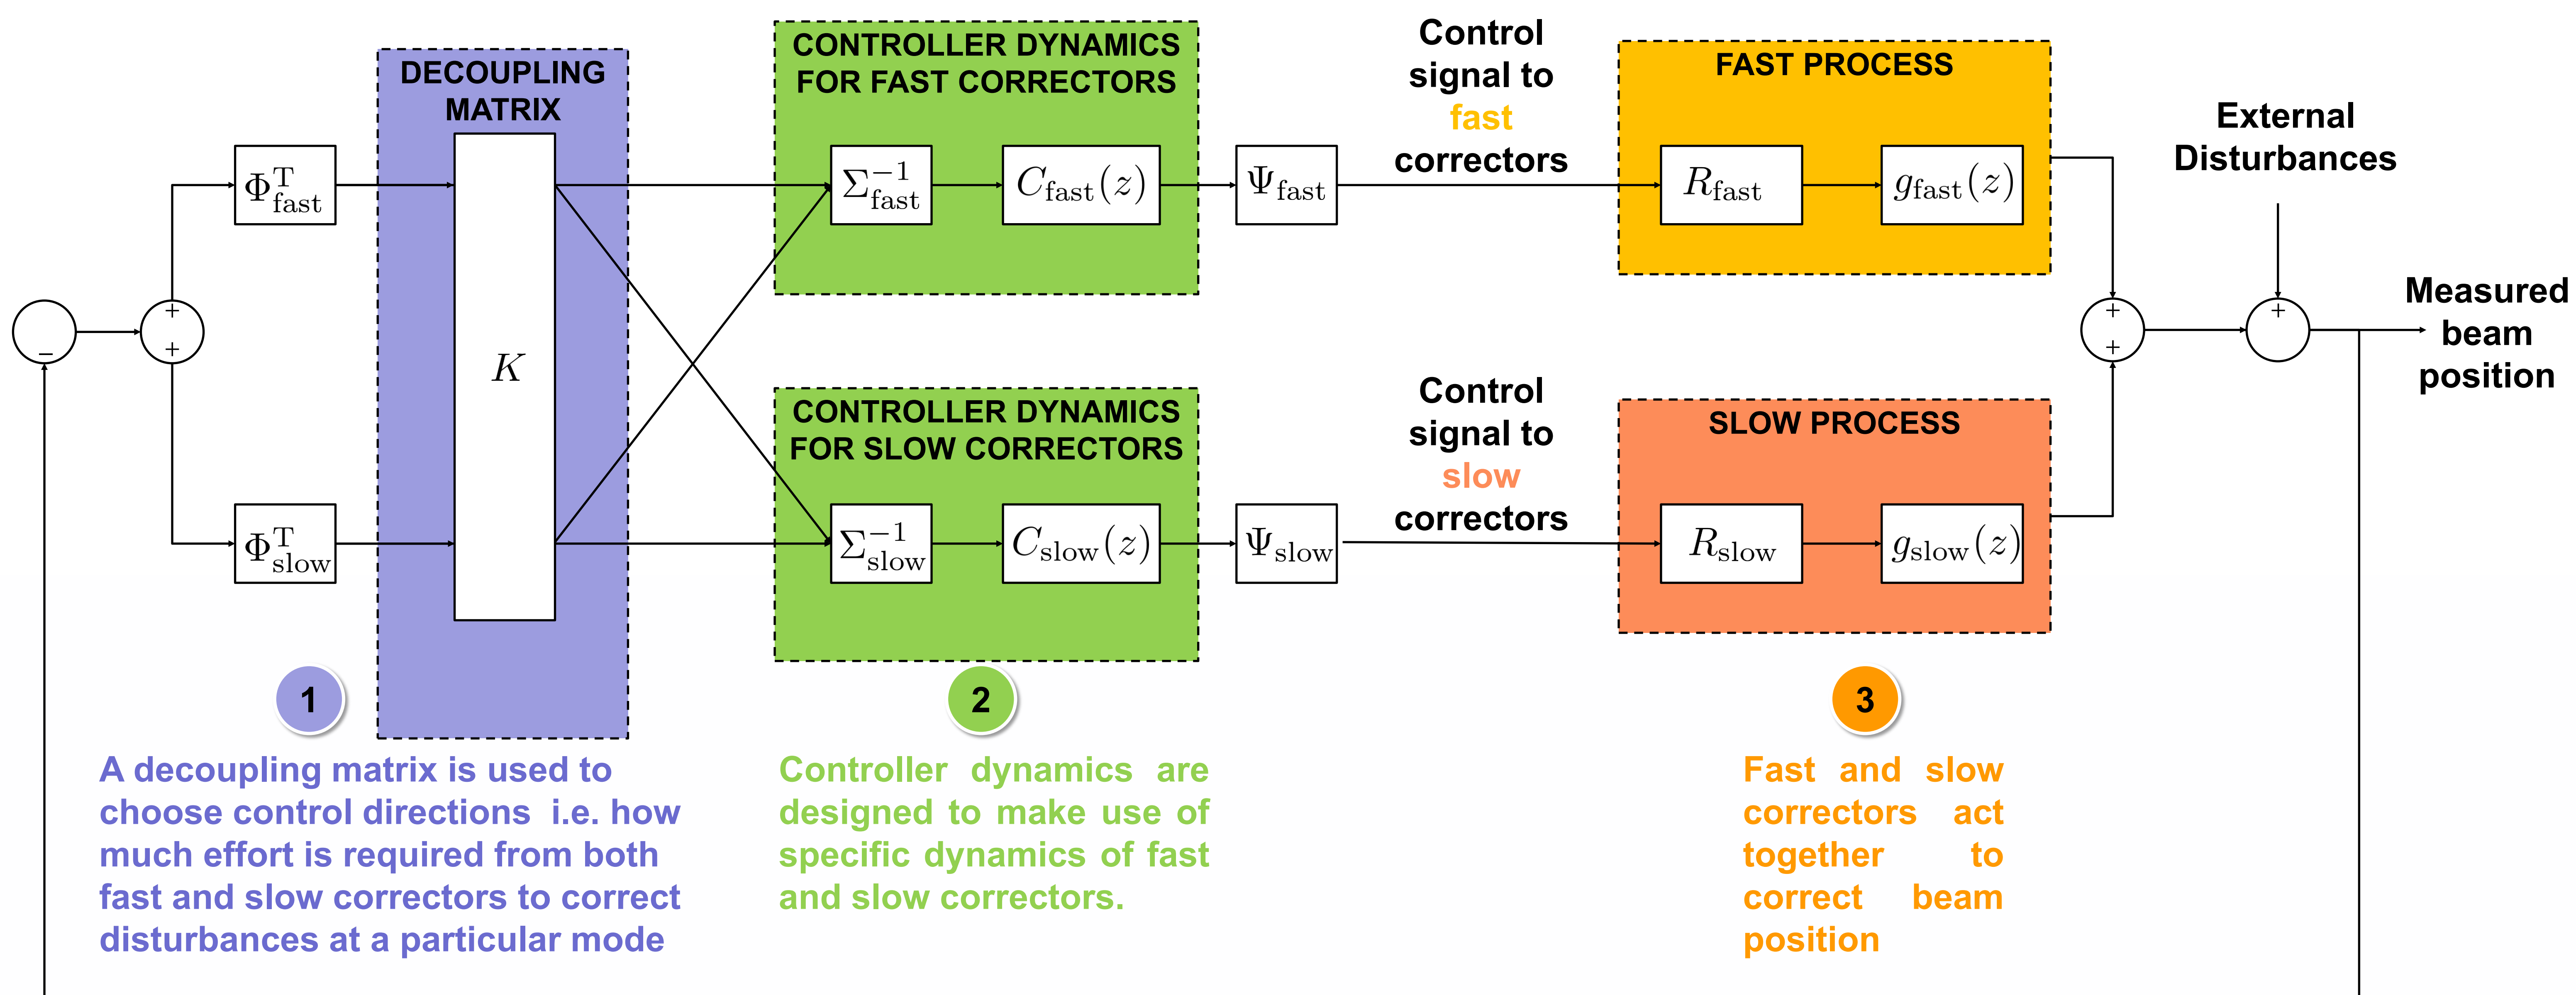 DECOUPLING
MATRIX
CONTROLLER DYNAMICS
FOR FAST CORRECTORS
Control
signal to
fast
correctors
FAST PROCESS
External
Disturbances
Φ^T_fast
Σ^{-1}_fast
C_fast(z)
Ψ_fast
R_fast
g_fast(z)
−
+
+
K
+
+
+
Measured
beam
position
CONTROLLER DYNAMICS
FOR SLOW CORRECTORS
Control
signal to
slow
correctors
SLOW PROCESS
Φ^T_slow
Σ^{-1}_slow
C_slow(z)
Ψ_slow
R_slow
g_slow(z)
1
A decoupling matrix is used to
choose control directions i.e. how
much effort is required from both
fast and slow correctors to correct
disturbances at a particular mode
2
Controller dynamics are
designed to make use of
specific dynamics of fast
and slow correctors.
3
Fast and slow
correctors act
together to
correct beam
position